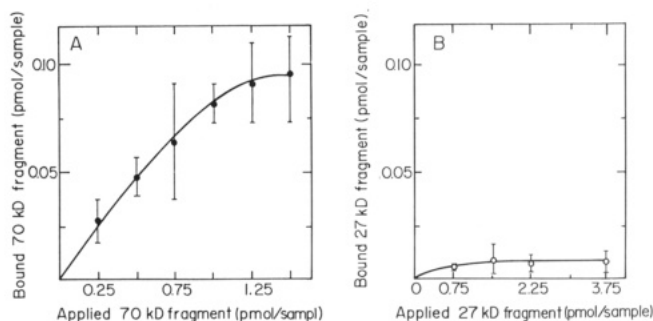 A
Bound 70 kD fragment (pmol/sample)
0.10
0.05
0.25
0.75
1.25
Applied 70 kD fragment (pmol/sampl)
B
Bound 27 kD fragment (pmol/sample).
0.10
0.05
0
0.75
2.25
3.75
Applied 27 kD fragment (pmol/sample)